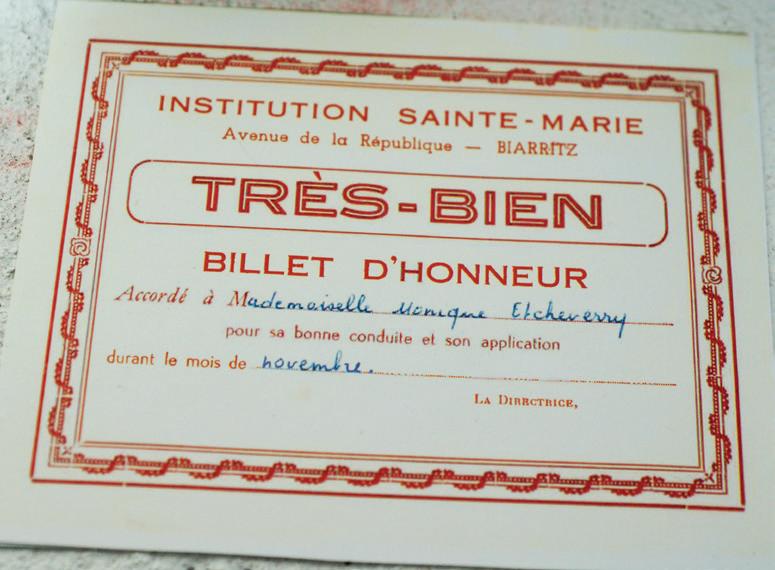 INSTITUTION SAINTE-MARIE
Avenue de la République — BIARRITZ
TRÈS-BIEN
BILLET D'HONNEUR
Accordé à Mademoiselle Monique Etcheverry
pour sa bonne conduite et son application
durant le mois de novembre.
LA DIRECTRICE,